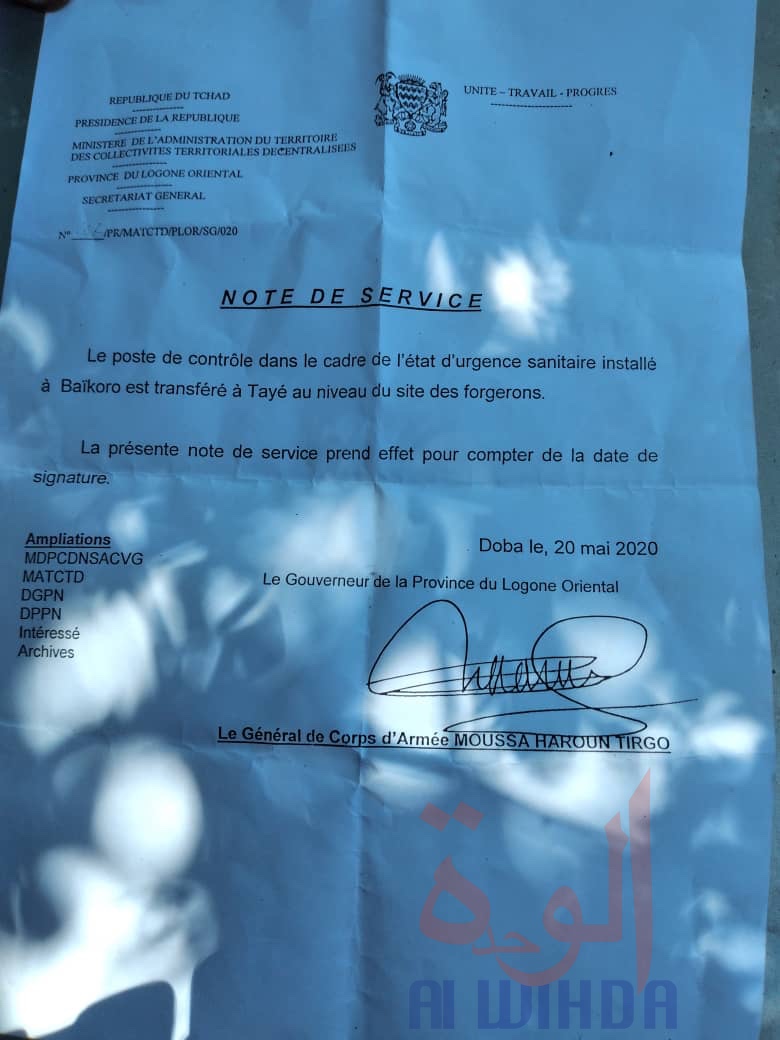 REPUBLIQUE DU TCHAD
PRESIDENCE DE LA REPUBLIQUE
MINISTERE DE L'ADMINISTRATION DU TERRITOIRE
DES COLLECTIVITES TERRITORIALES DECENTRALISEES
PROVINCE DU LOGONE ORIENTAL
SECRETARIAT GENERAL
N° /PR/MATCTD/PLOR/SG/020
UNITE – TRAVAIL - PROGRES
NOTE DE SERVICE
Le poste de contrôle dans le cadre de l'état d'urgence sanitaire installé
à Baïkoro est transféré à Tayé au niveau du site des forgerons.
La présente note de service prend effet pour compter de la date de
signature.
Ampliations
MDPCDNSACVG
MATCTD
DGPN
DPPN
Intéressé
Archives
Doba le, 20 mai 2020
Le Gouverneur de la Province du Logone Oriental
Le Général de Corps d'Armée MOUSSA HAROUN TIRGO
الوحدة
Al WIHDA